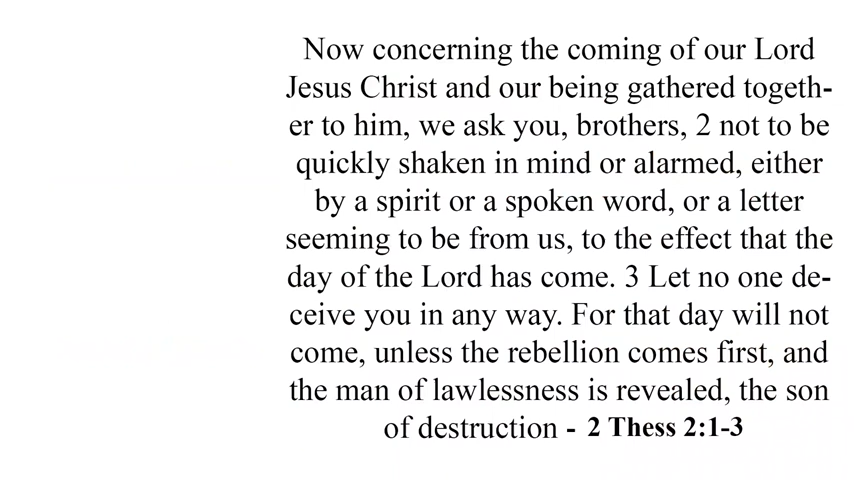 Now concerning the coming of our Lord
Jesus Christ and our being gathered togeth-
er to him, we ask you, brothers, 2 not to be
quickly shaken in mind or alarmed, either
by a spirit or a spoken word, or a letter
seeming to be from us, to the effect that the
day of the Lord has come. 3 Let no one de-
ceive you in any way. For that day will not
come, unless the rebellion comes first, and
the man of lawlessness is revealed, the son
of destruction - 2 Thess 2:1-3